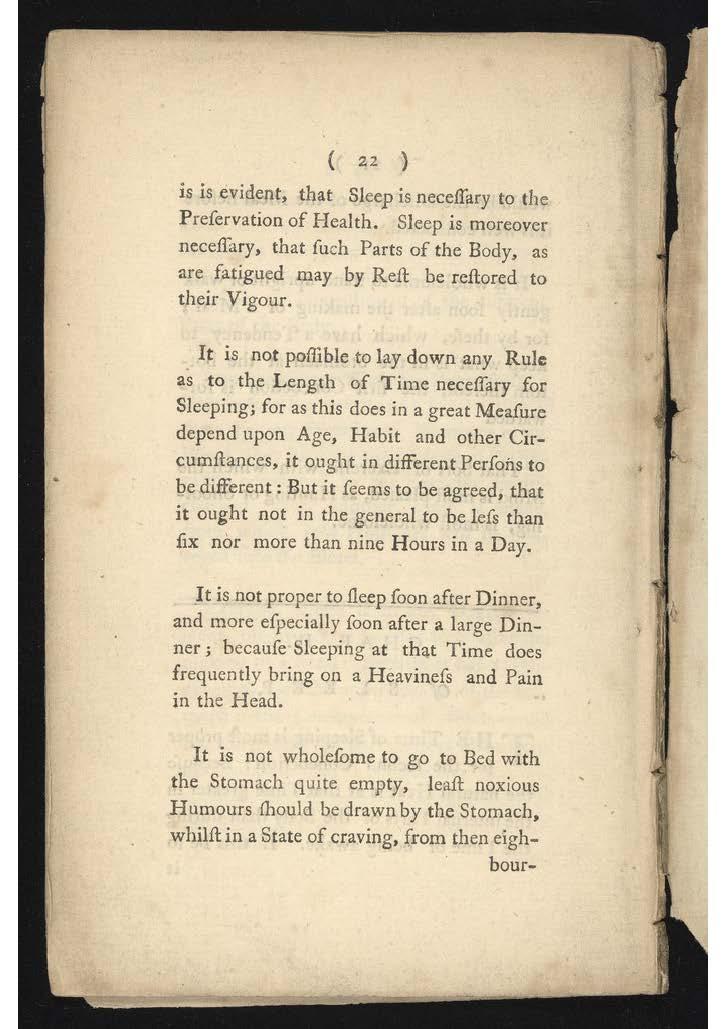 ( 22 )
is is evident, that Sleep is neceſſary to the
Preſervation of Health. Sleep is moreover
neceſſary, that ſuch Parts of the Body, as
are fatigued may by Reſt be reſtored to
their Vigour.
It is not poſſible to lay down any Rule
as to the Length of Time neceſſary for
Sleeping; for as this does in a great Meaſure
depend upon Age, Habit and other Cir-
cumſtances, it ought in different Perſons to
be different: But it ſeems to be agreed, that
it ought not in the general to be leſs than
ſix nor more than nine Hours in a Day.
It is not proper to ſleep ſoon after Dinner,
and more eſpecially ſoon after a large Din-
ner; becauſe Sleeping at that Time does
frequently bring on a Heavineſs and Pain
in the Head.
It is not wholeſome to go to Bed with
the Stomach quite empty, leaſt noxious
Humours ſhould be drawn by the Stomach,
whilſt in a State of craving, from then eigh-
bour-